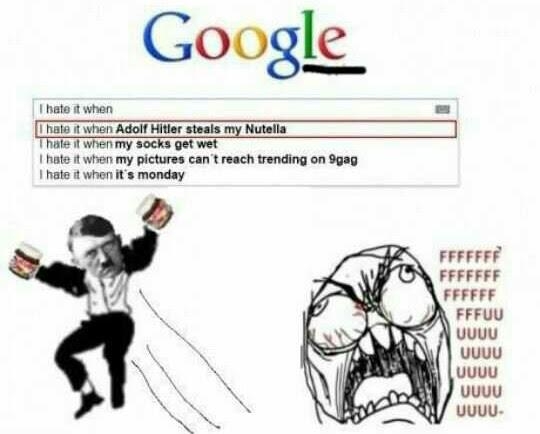 Google
I hate it when
I hate it when Adolf Hitler steals my Nutella
I hate it when my socks get wet
I hate it when my pictures can´t reach trending on 9gag
I hate it when it´s monday
FFFFFFF
FFFFFFF
FFFFFF
FFFUU
UUUU
UUUU
UUUU
UUUU
UUUU-